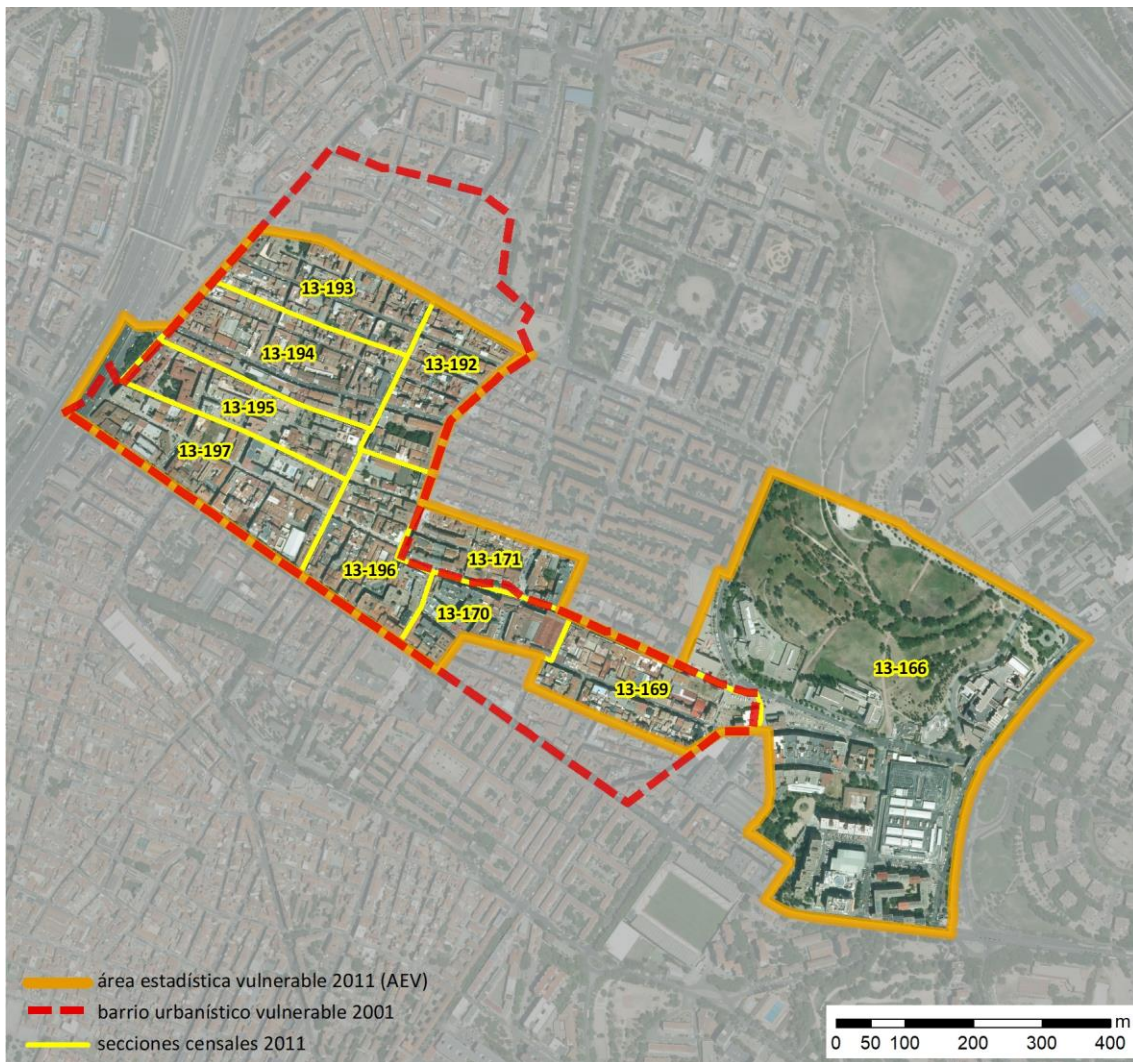 13-193
13-194
13-192
13-195
13-197
13-171
13-196
13-170
13-169
13-166
área estadística vulnerable 2011 (AEV)
barrio urbanístico vulnerable 2001
secciones censales 2011
m
0 50 100 200 300 400